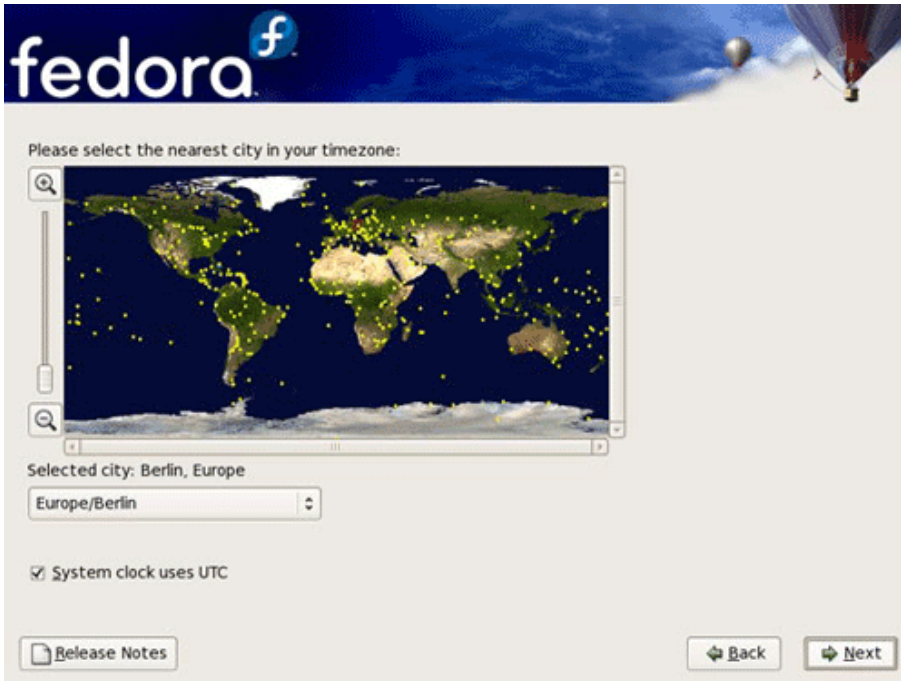 fedora
Please select the nearest city in your timezone:
Selected city: Berlin, Europe
Europe/Berlin
System clock uses UTC
Release Notes
Back
Next